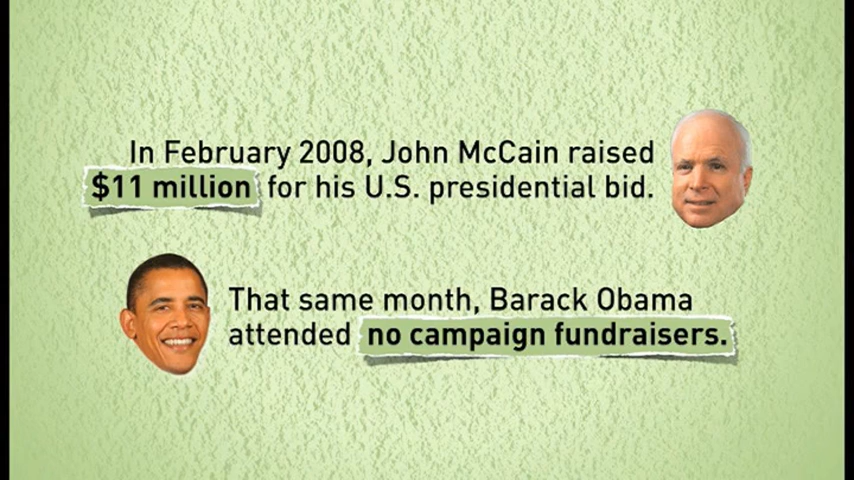 In February 2008, John McCain raised
$11 million for his U.S. presidential bid.
That same month, Barack Obama
attended no campaign fundraisers.